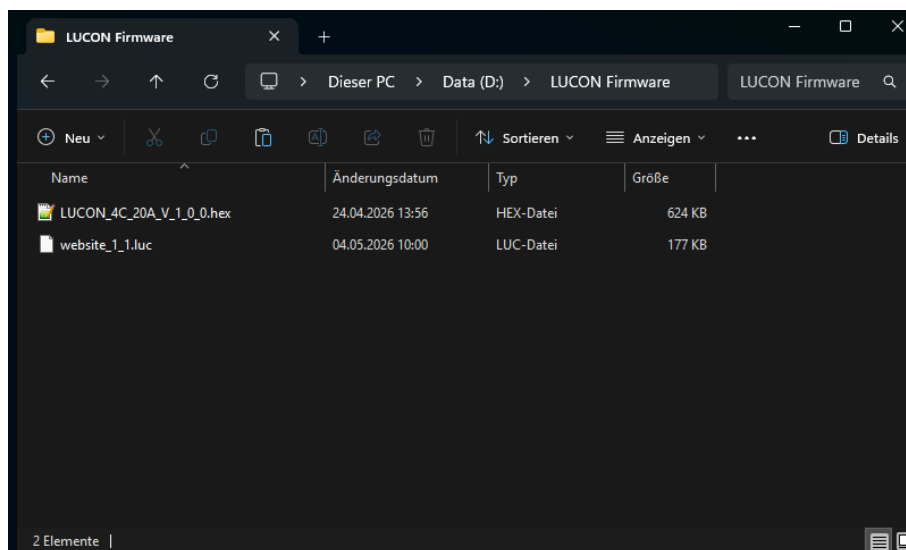 LUCON Firmware
Dieser PC > Data (D:) > LUCON Firmware
LUCON Firmware
Neu
Sortieren
Anzeigen
Details
Name Änderungsdatum Typ Größe
LUCON_4C_20A_V_1_0_0.hex 24.04.2026 13:56 HEX-Datei 624 KB
website_1_1.luc 04.05.2026 10:00 LUC-Datei 177 KB
2 Elemente